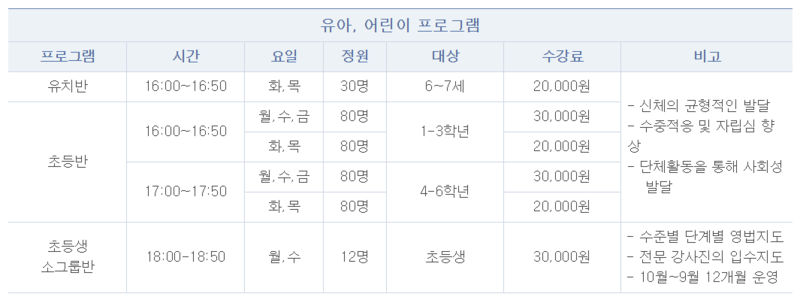 유아, 어린이 프로그램
프로그램 시간 요일 정원 대상 수강료 비고
유치반 16:00~16:50 화,목 30명 6~7세 20,000원
초등반 16:00~16:50 월,수,금 80명 1-3학년 30,000원
화,목 80명 20,000원
17:00~17:50 월,수,금 80명 4-6학년 30,000원
화,목 80명 20,000원
- 신체의 균형적인 발달
- 수중적응 및 자립심 향
상
- 단체활동을 통해 사회성
발달
초등생
소그룹반
18:00-18:50 월,수 12명 초등생 30,000원
- 수준별 단계별 영법지도
- 전문 강사진의 입수지도
- 10월~9월 12개월 운영